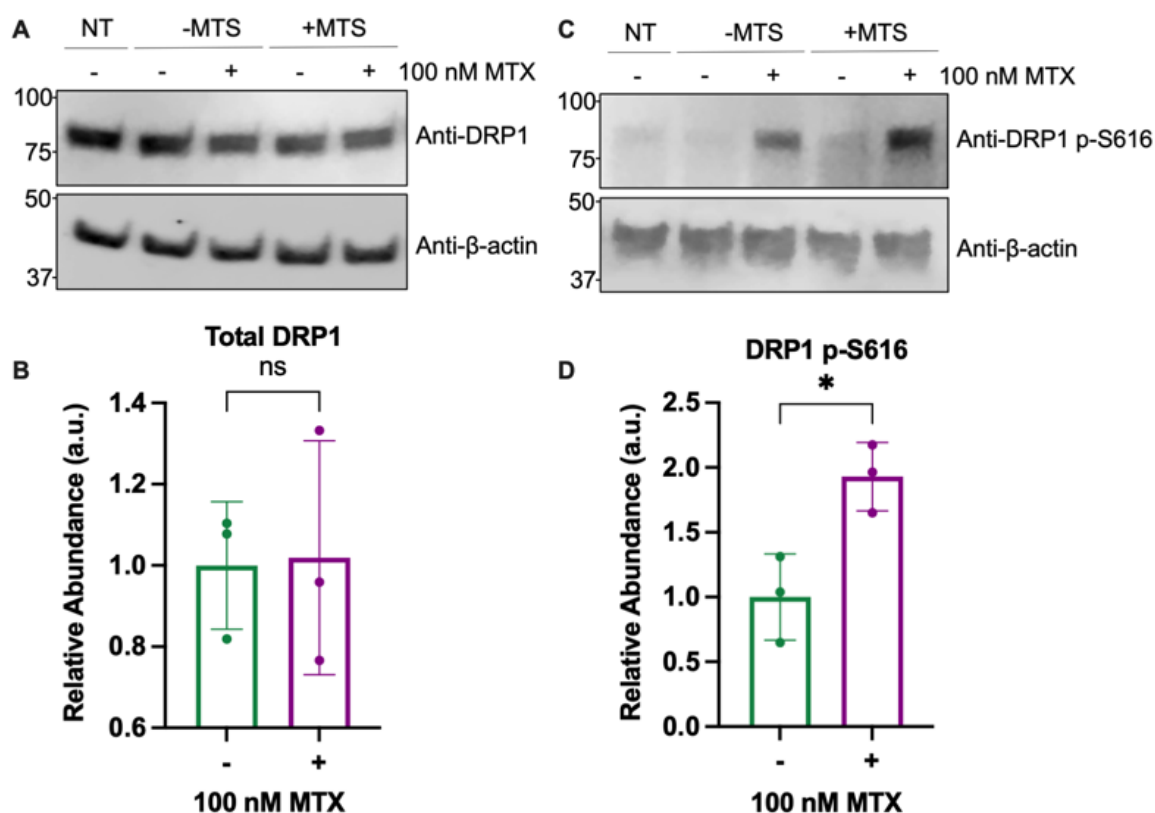 A
NT -MTS +MTS
- - + - + 100 nM MTX
100
75
Anti-DRP1
50
37
Anti-β-actin
C
NT -MTS +MTS
- - + - + 100 nM MTX
100
75
Anti-DRP1 p-S616
50
37
Anti-β-actin
B
Total DRP1
ns
Relative Abundance (a.u.)
1.4
1.2
1.0
0.8
0.6
- +
100 nM MTX
D
DRP1 p-S616
*
Relative Abundance (a.u.)
2.5
2.0
1.5
1.0
0.5
0.0
- +
100 nM MTX